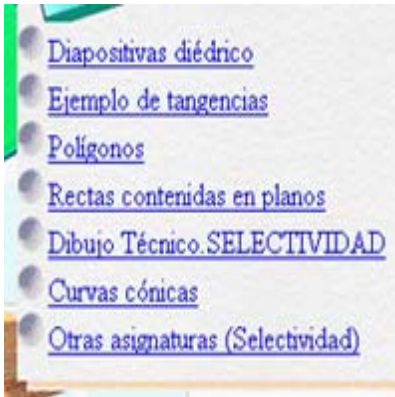 Diapositivas diédrico
Ejemplo de tangencias
Polígonos
Rectas contenidas en planos
Dibujo Técnico.SELECTIVIDAD
Curvas cónicas
Otras asignaturas (Selectividad)